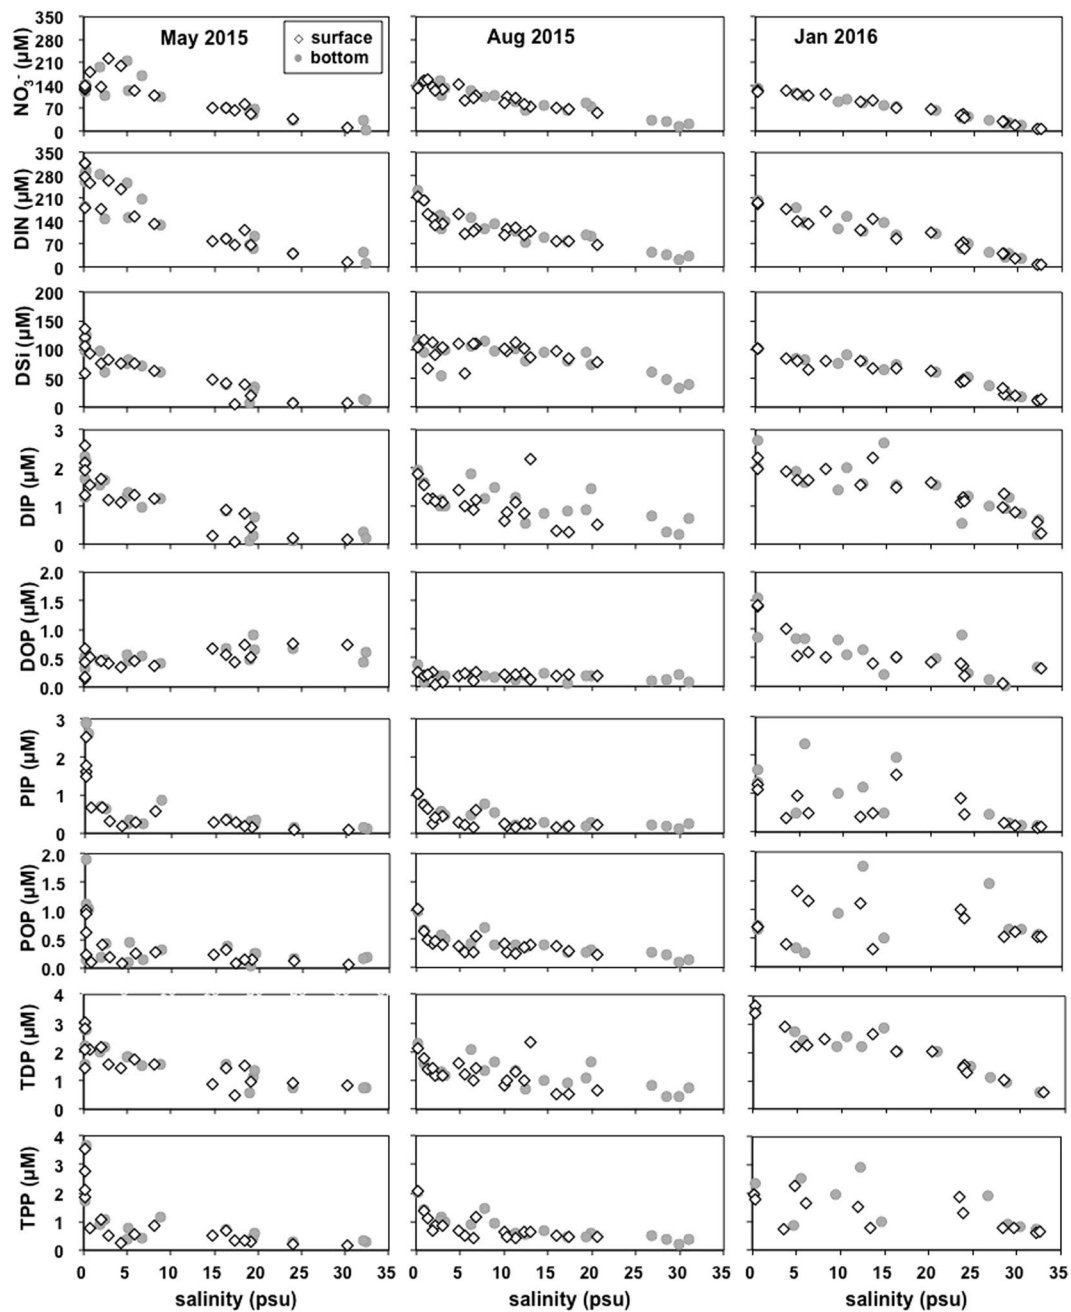 May 2015
surface
bottom
Aug 2015
Jan 2016
NO₃⁻ (μM)
350
280
210
140
70
0
DIN (μM)
350
280
210
140
70
0
DSi (μM)
200
150
100
50
0
DIP (μM)
3
2
1
0
DOP (μM)
2.0
1.5
1.0
0.5
0.0
PIP (μM)
3
2
1
0
POP (μM)
2.0
1.5
1.0
0.5
0.0
TDP (μM)
4
3
2
1
0
TPP (μM)
4
3
2
1
0
0 5 10 15 20 25 30 35
0 5 10 15 20 25 30 35
0 5 10 15 20 25 30 35
salinity (psu)
salinity (psu)
salinity (psu)